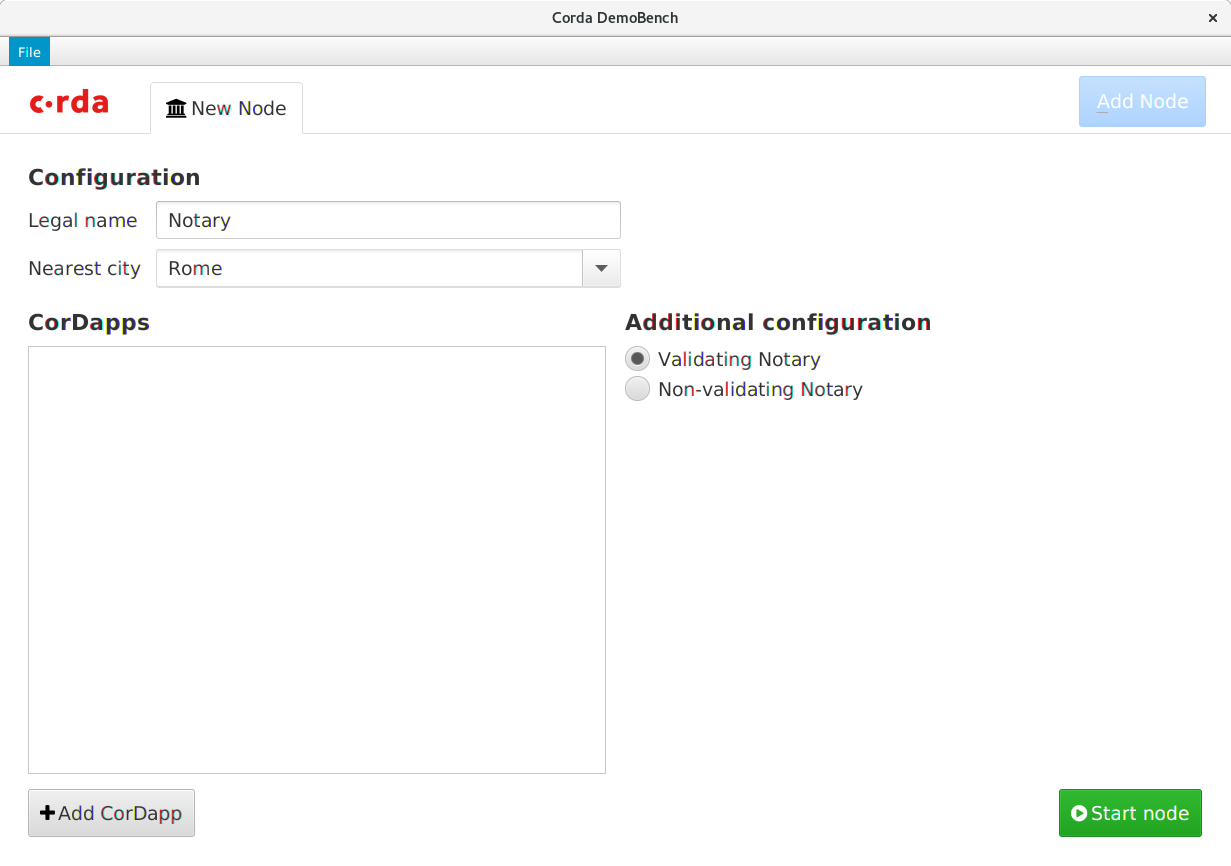 Corda DemoBench
File
c·rda
New Node
Add Node
Configuration
Legal name Notary
Nearest city Rome
CorDapps
Additional configuration
Validating Notary
Non-validating Notary
Add CorDapp
Start node